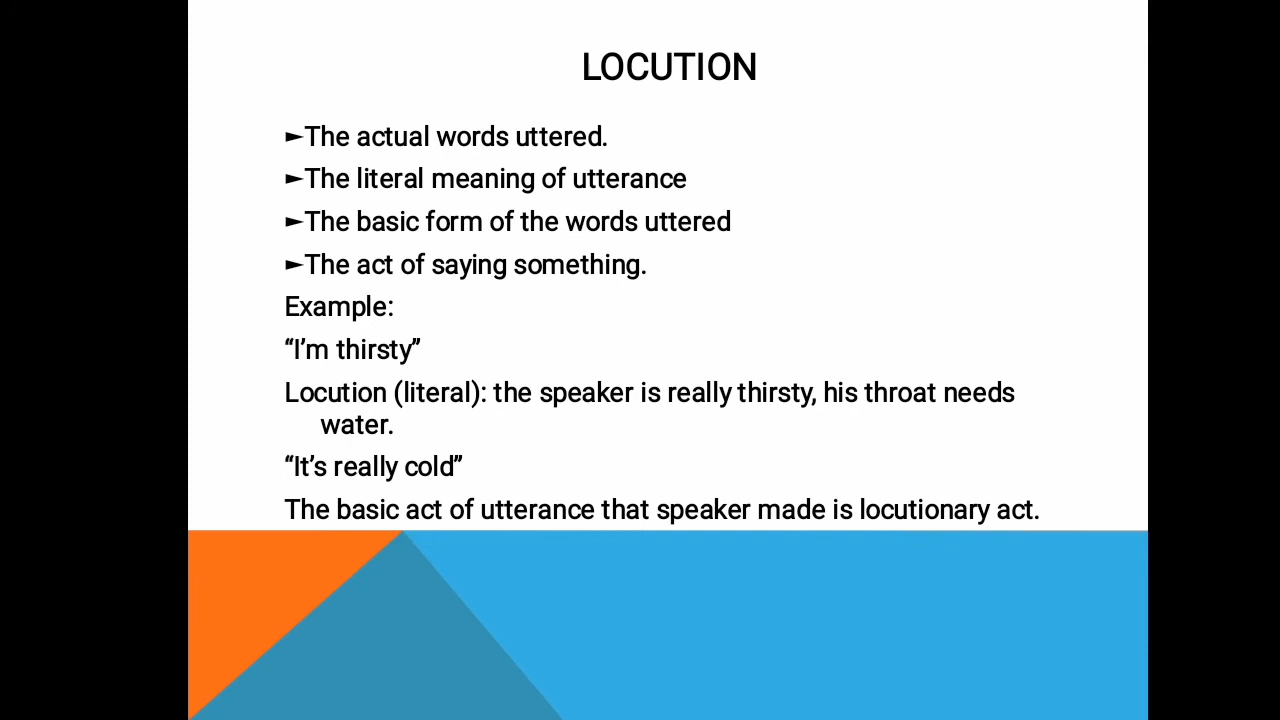 LOCUTION
►The actual words uttered.
►The literal meaning of utterance
►The basic form of the words uttered
►The act of saying something.
Example:
“I’m thirsty”
Locution (literal): the speaker is really thirsty, his throat needs
water.
“It’s really cold”
The basic act of utterance that speaker made is locutionary act.